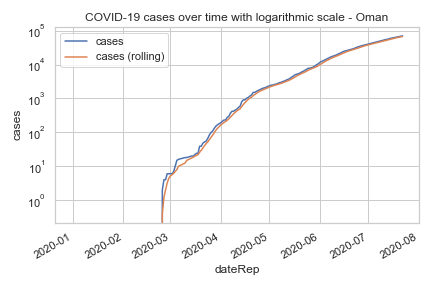 COVID-19 cases over time with logarithmic scale - Oman
cases
cases (rolling)
10^5
10^4
10^3
10^2
10^1
10^0
cases
2020-01
2020-02
2020-03
2020-04
2020-05
2020-06
2020-07
2020-08
dateRep